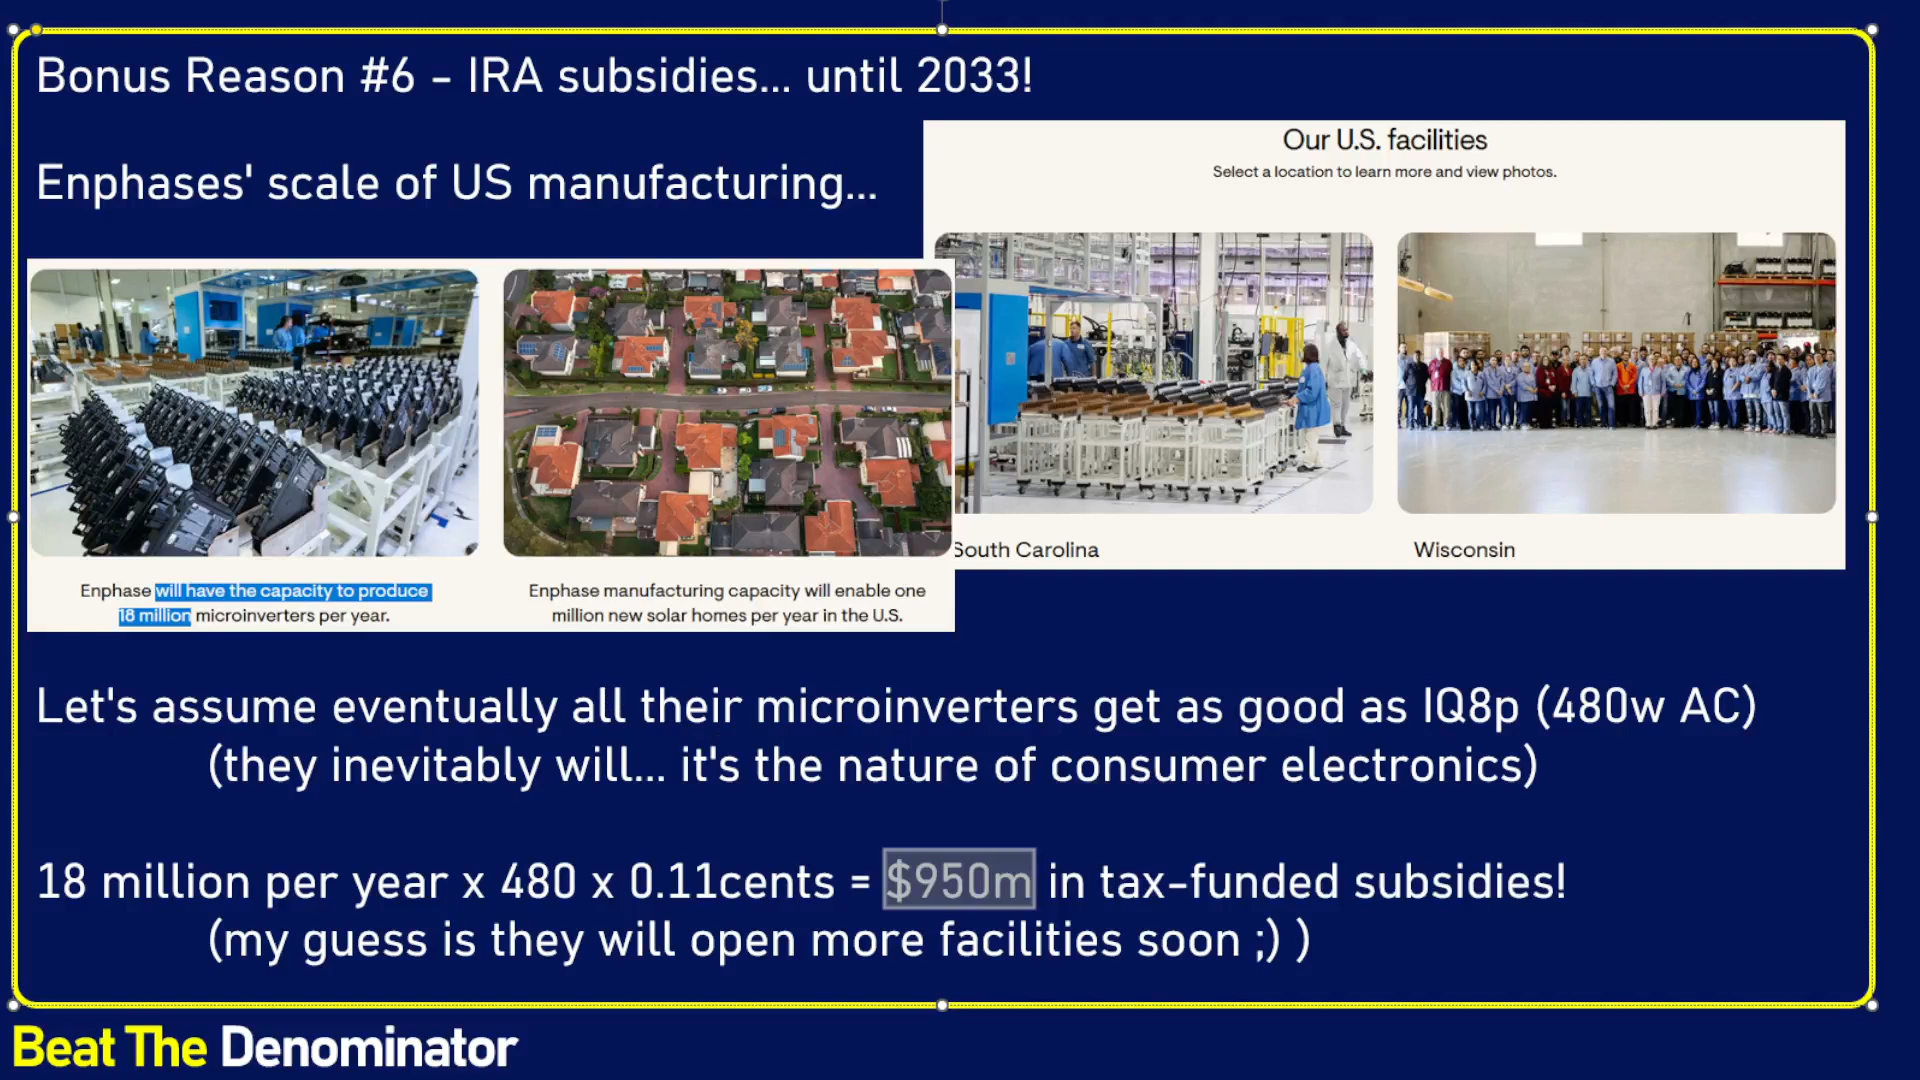 Bonus Reason #6 - IRA subsidies... until 2033!
Enphases' scale of US manufacturing...
Our U.S. facilities
Select a location to learn more and view photos.
South Carolina
Wisconsin
Enphase will have the capacity to produce
18 million microinverters per year.
Enphase manufacturing capacity will enable one
million new solar homes per year in the U.S.
Let's assume eventually all their microinverters get as good as IQ8p (480w AC)
(they inevitably will... it's the nature of consumer electronics)
18 million per year x 480 x 0.11cents = $950m in tax-funded subsidies!
(my guess is they will open more facilities soon ;) )
Beat The Denominator